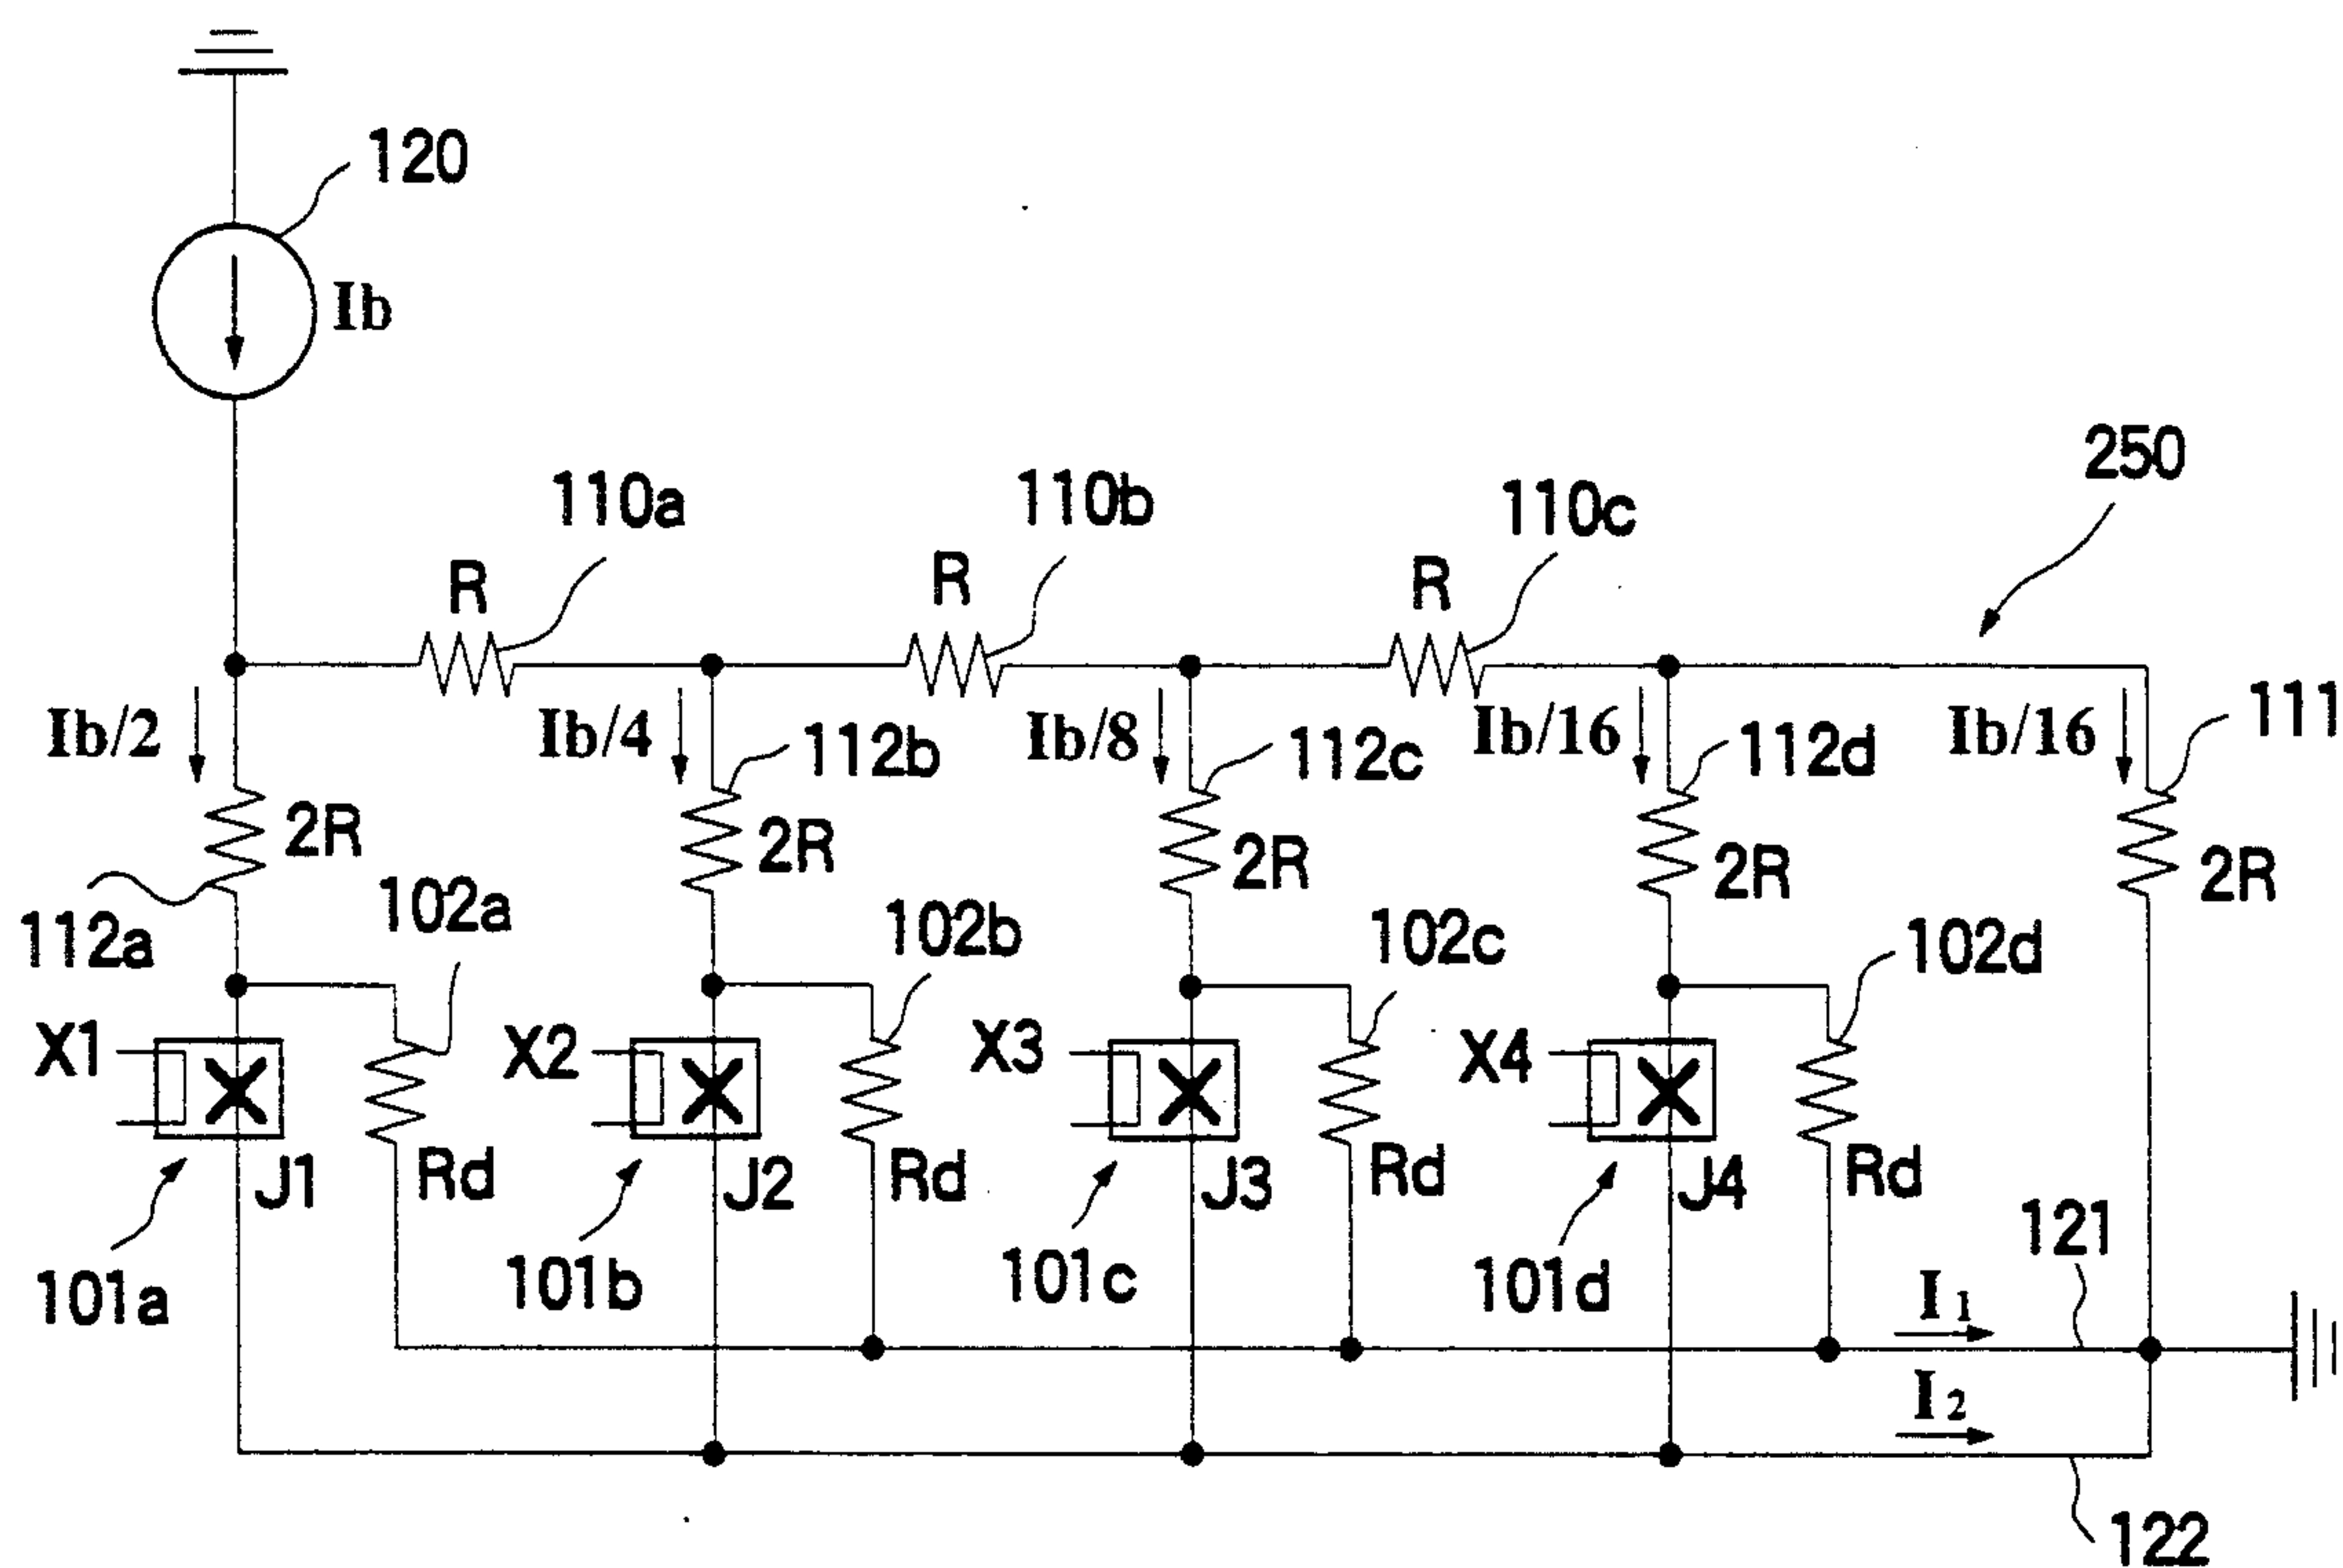 120
Ib
250
110a
110b
110c
R
R
R
Ib/2
Ib/4
112b
Ib/8
112c
Ib/16
112d
Ib/16
111
2R
2R
2R
2R
2R
112a
102a
102b
102c
102d
X1
X2
X3
X4
J1
Rd
J2
Rd
J3
Rd
J4
Rd
101a
101b
101c
101d
121
I1
I2
122